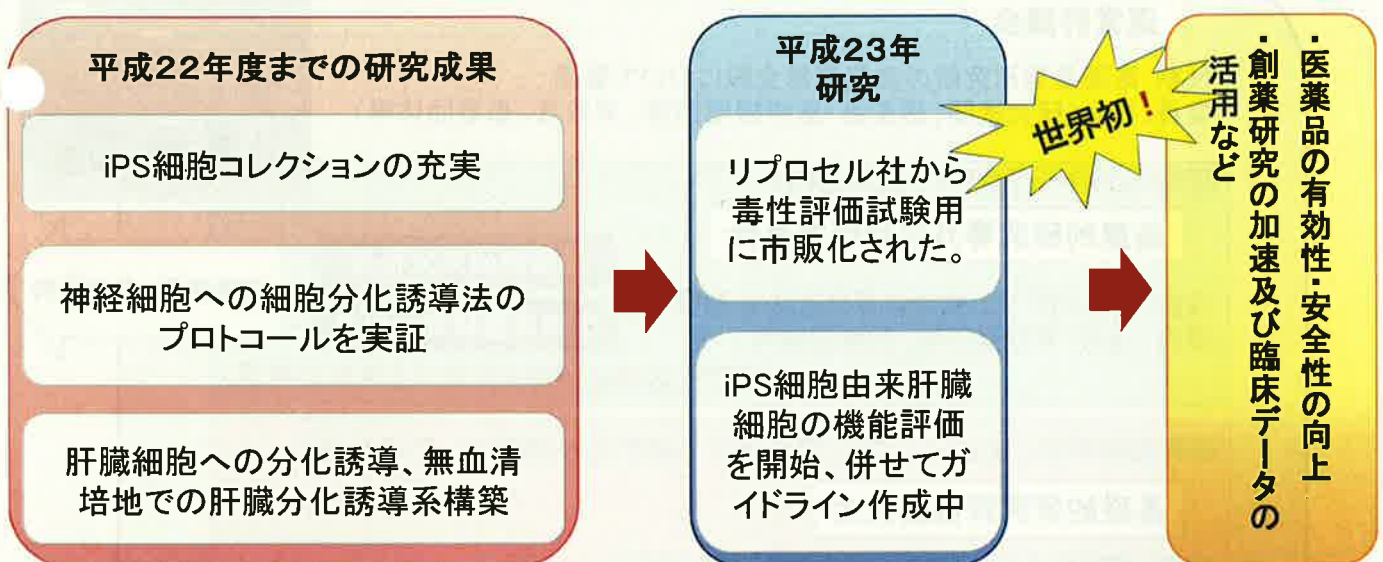 平成22年度までの研究成果
iPS細胞コレクションの充実
神経細胞への細胞分化誘導法の
プロトコールを実証
肝臓細胞への分化誘導、無血清
培地での肝臓分化誘導系構築
平成23年
研究
リプロセル社から
毒性評価試験用
に市販化された。
iPS細胞由来肝臓
細胞の機能評価
を開始、併せてガ
イドライン作成中
世界初！
・医薬品の有効性・安全性の向上
・創薬研究の加速及び臨床データの
活用など